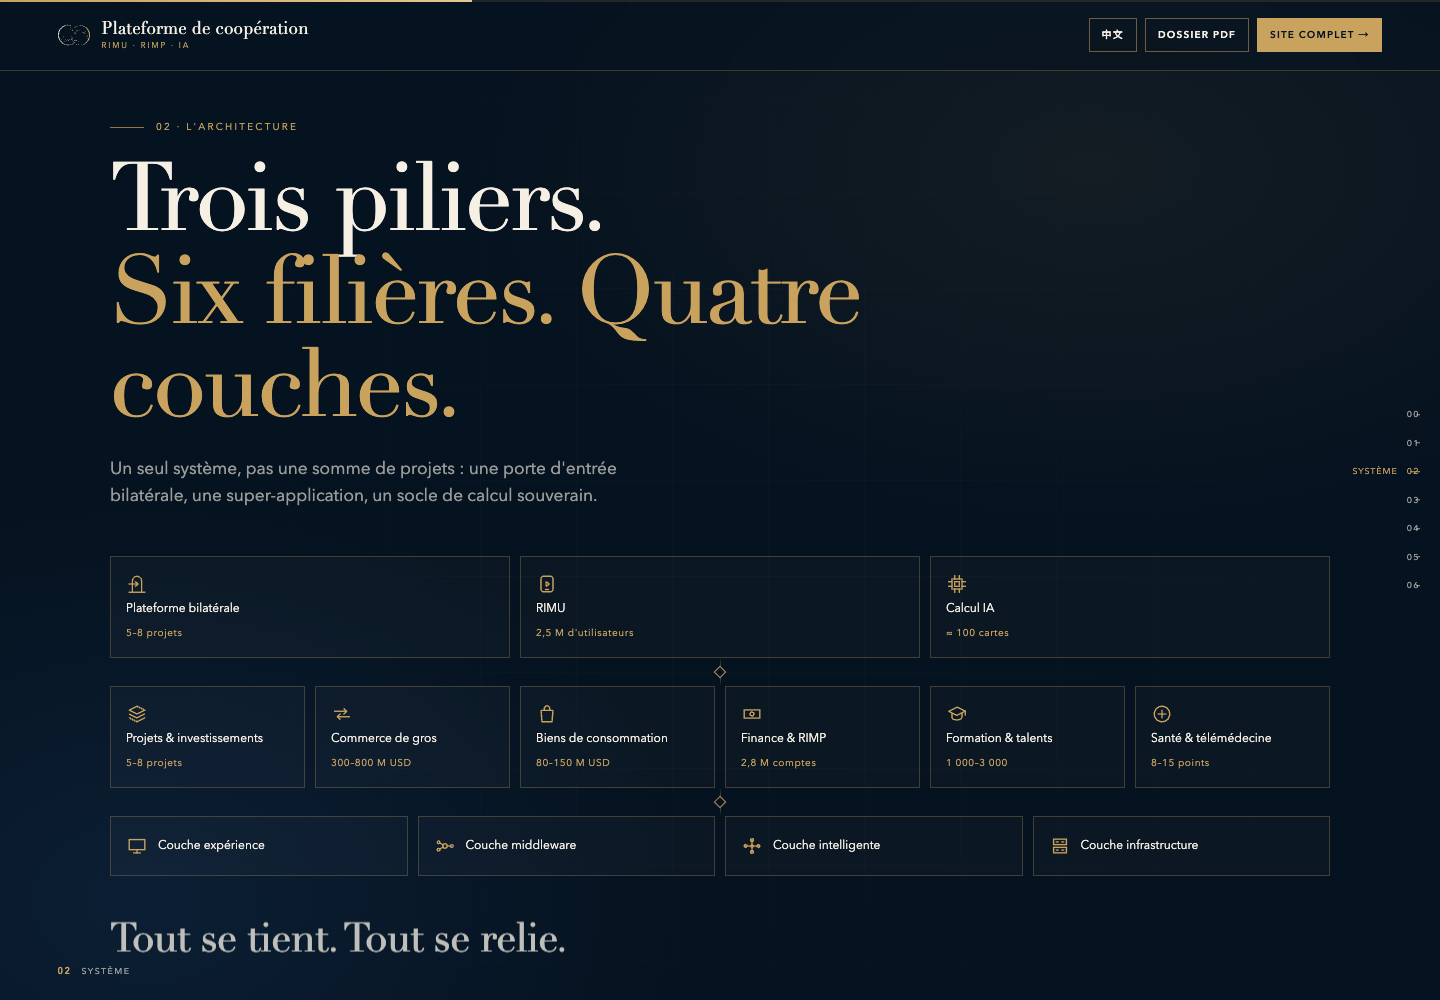 Plateforme de coopération
RIMU · RIMP · IA
中文
DOSSIER PDF
SITE COMPLET →
02 · L'ARCHITECTURE
Trois piliers.
Six filières. Quatre
couches.
Un seul système, pas une somme de projets : une porte d'entrée
bilatérale, une super-application, un socle de calcul souverain.
00
01
SYSTÈME 02
03
04
05
06
Plateforme bilatérale
5–8 projets
RIMU
2,5 M d'utilisateurs
Calcul IA
≈ 100 cartes
Projets & investissements
5–8 projets
Commerce de gros
300–800 M USD
Biens de consommation
80–150 M USD
Finance & RIMP
2,8 M comptes
Formation & talents
1 000–3 000
Santé & télémédecine
8–15 points
Couche expérience
Couche middleware
Couche intelligente
Couche infrastructure
Tout se tient. Tout se relie.
02 SYSTÈME